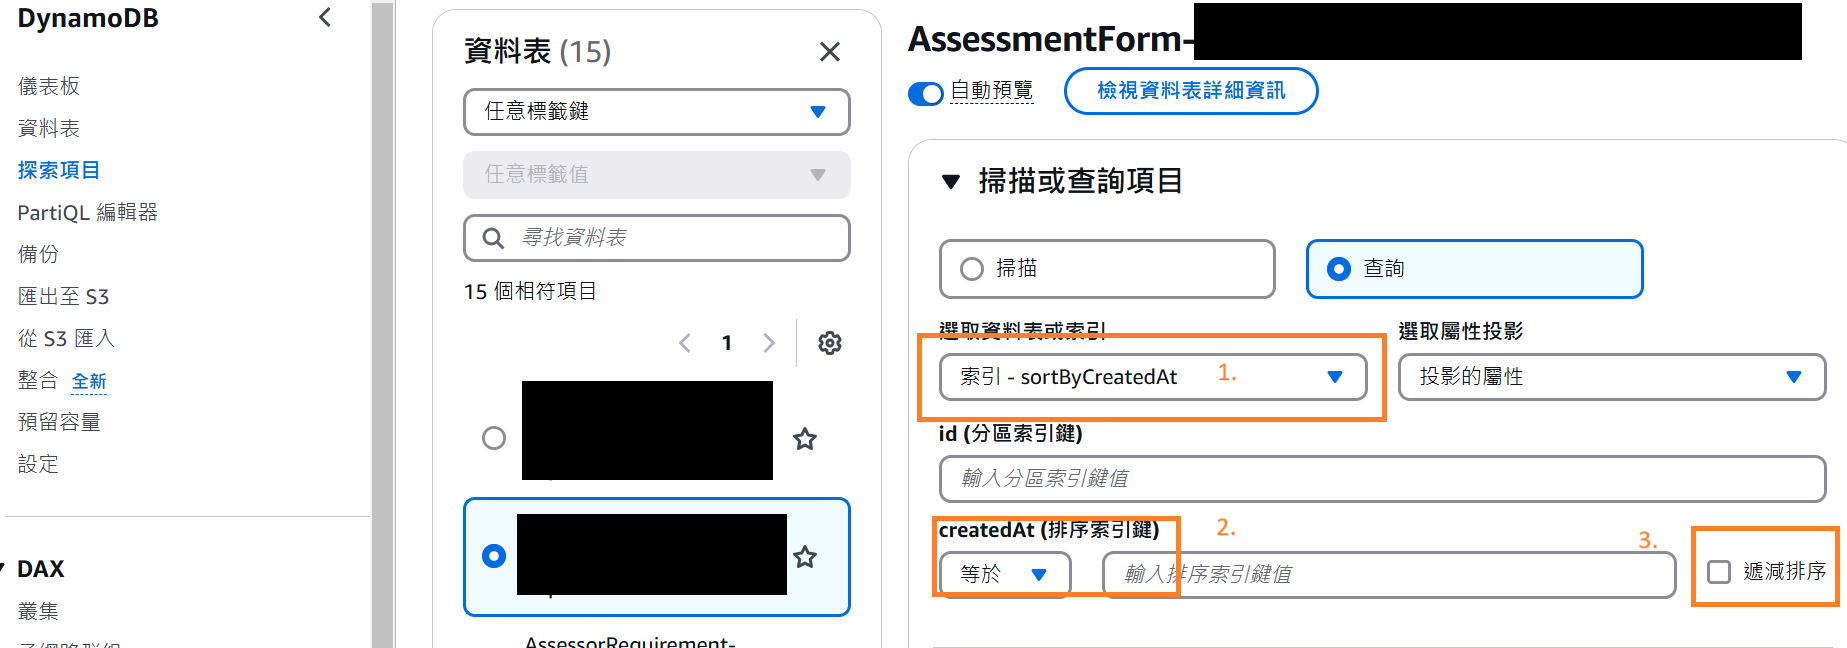 DynamoDB
儀表板
資料表
探索項目
PartiQL 編輯器
備份
匯出至 S3
從 S3 匯入
整合 全新
預留容量
設定
DAX
叢集
資料表 (15)
任意標籤鍵
任意標籤值
尋找資料表
15 個相符項目
1
AssessorRequirement-
AssessmentForm-
自動預覽
檢視資料表詳細資訊
掃描或查詢項目
掃描
查詢
選取資料表或索引
選取屬性投影
索引 - sortByCreatedAt
1.
投影的屬性
id (分區索引鍵)
輸入分區索引鍵值
createdAt (排序索引鍵)
2.
3.
等於
輸入排序索引鍵值
遞減排序